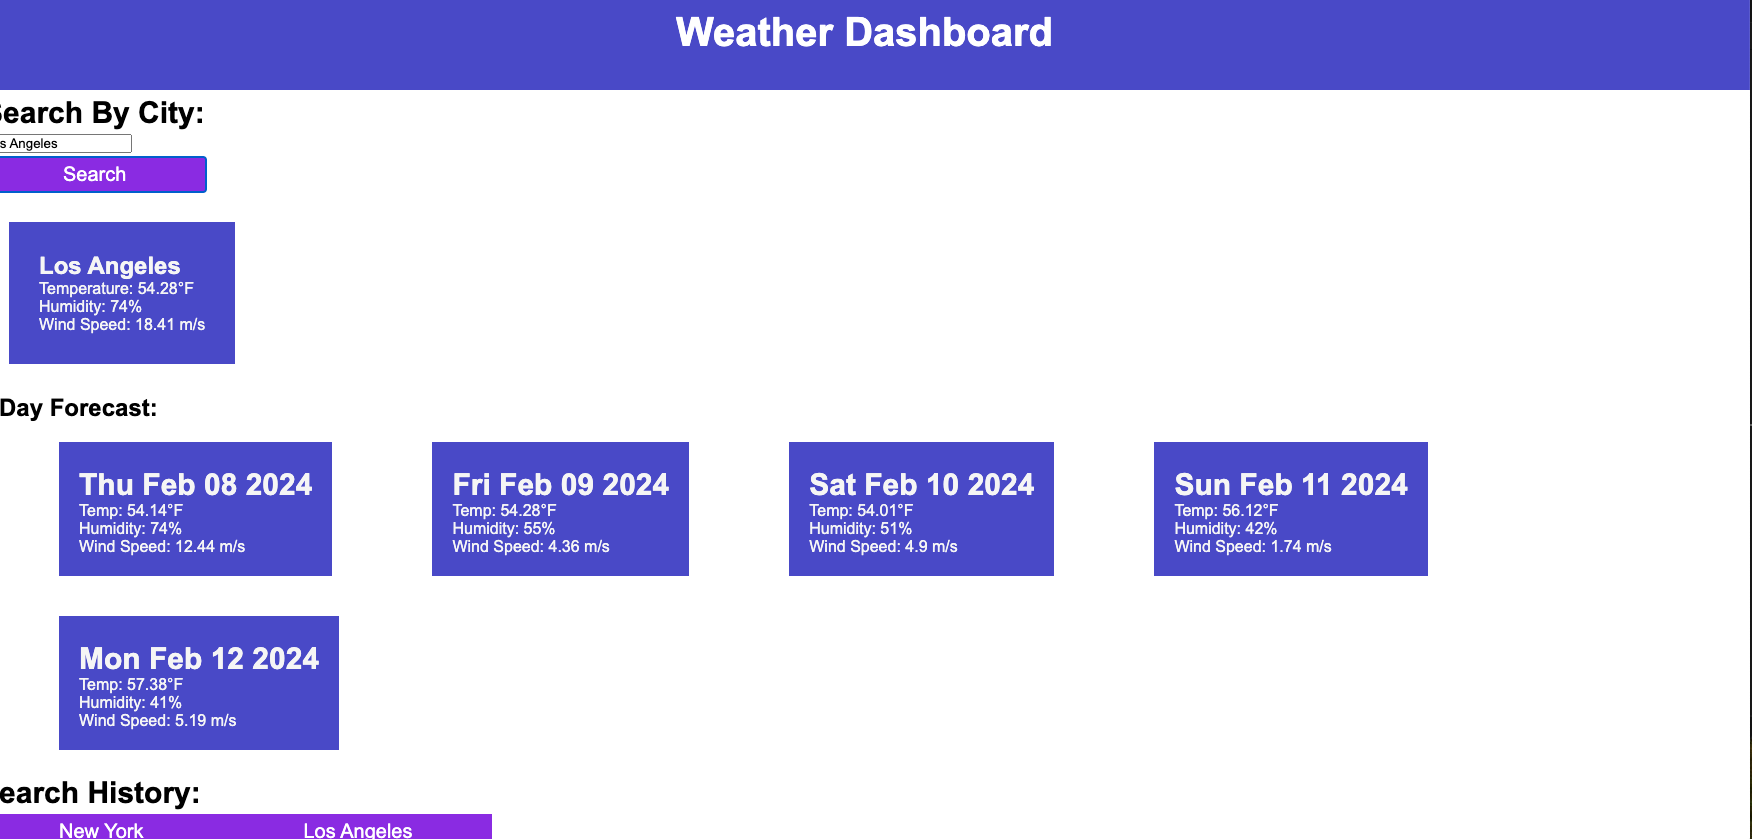 Weather Dashboard
Search By City:
s Angeles
Search
Los Angeles
Temperature: 54.28°F
Humidity: 74%
Wind Speed: 18.41 m/s
Day Forecast:
Thu Feb 08 2024
Temp: 54.14°F
Humidity: 74%
Wind Speed: 12.44 m/s
Fri Feb 09 2024
Temp: 54.28°F
Humidity: 55%
Wind Speed: 4.36 m/s
Sat Feb 10 2024
Temp: 54.01°F
Humidity: 51%
Wind Speed: 4.9 m/s
Sun Feb 11 2024
Temp: 56.12°F
Humidity: 42%
Wind Speed: 1.74 m/s
Mon Feb 12 2024
Temp: 57.38°F
Humidity: 41%
Wind Speed: 5.19 m/s
earch History:
New York
Los Angeles